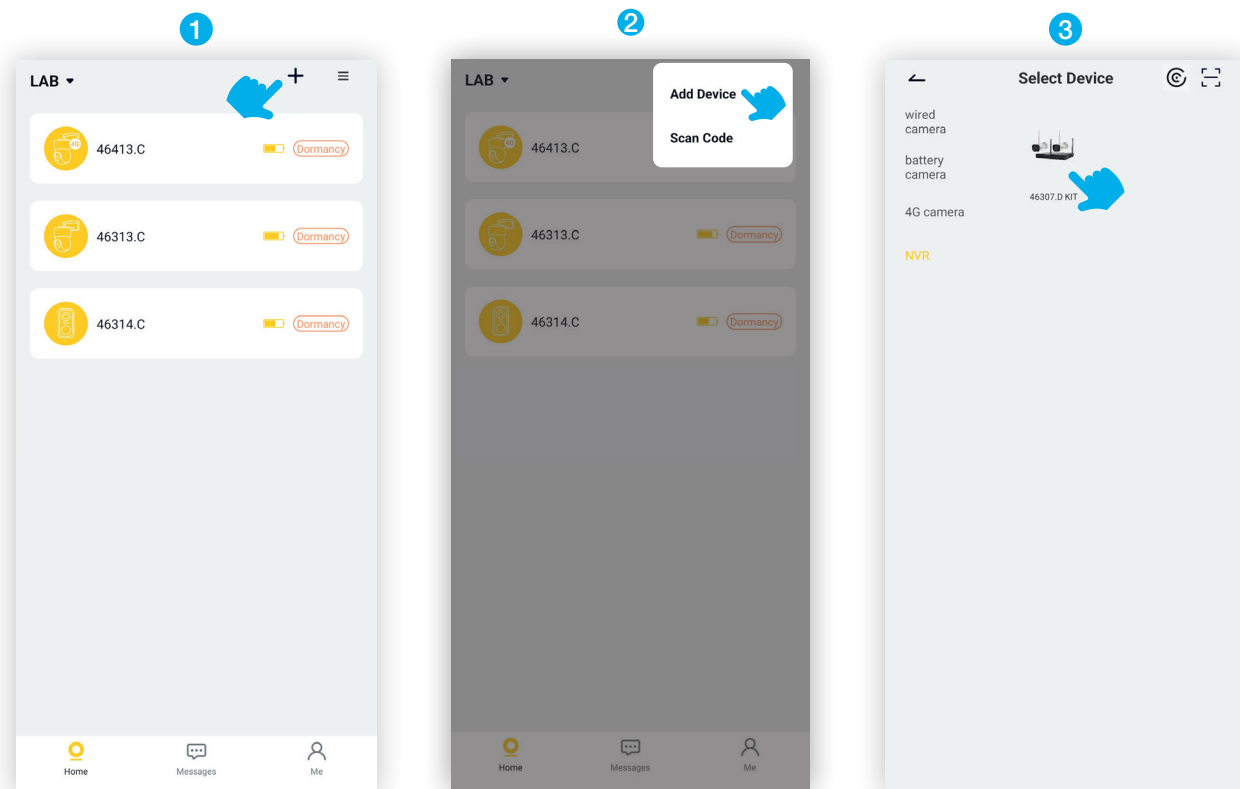 1
LAB
46413.C
Dormancy
46313.C
Dormancy
46314.C
Dormancy
Home
Messages
Me
2
LAB
Add Device
Scan Code
46413.C
46313.C
Dormancy
46314.C
Dormancy
Home
Messages
Me
3
Select Device
wired
camera
battery
camera
4G camera
NVR
46307.D KIT